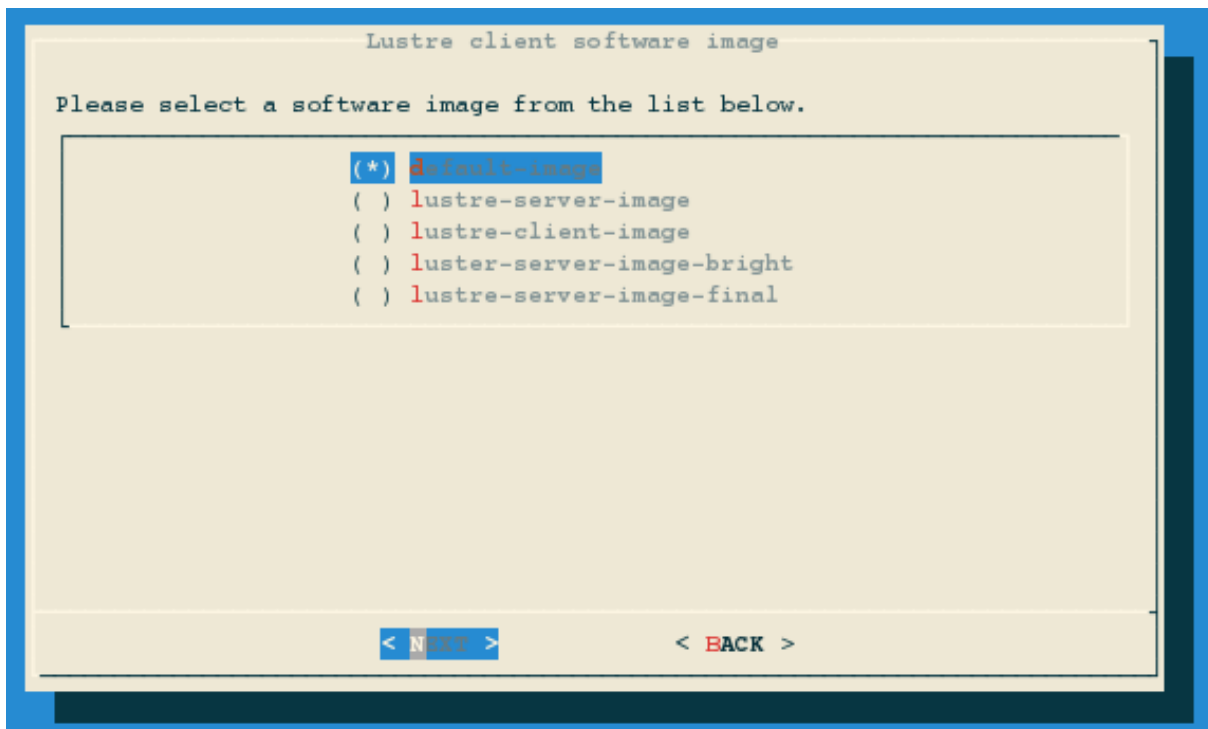 Lustre client software image
Please select a software image from the list below.
(*) default-image
( ) lustre-server-image
( ) lustre-client-image
( ) luster-server-image-bright
( ) lustre-server-image-final
< NEXT > < BACK >